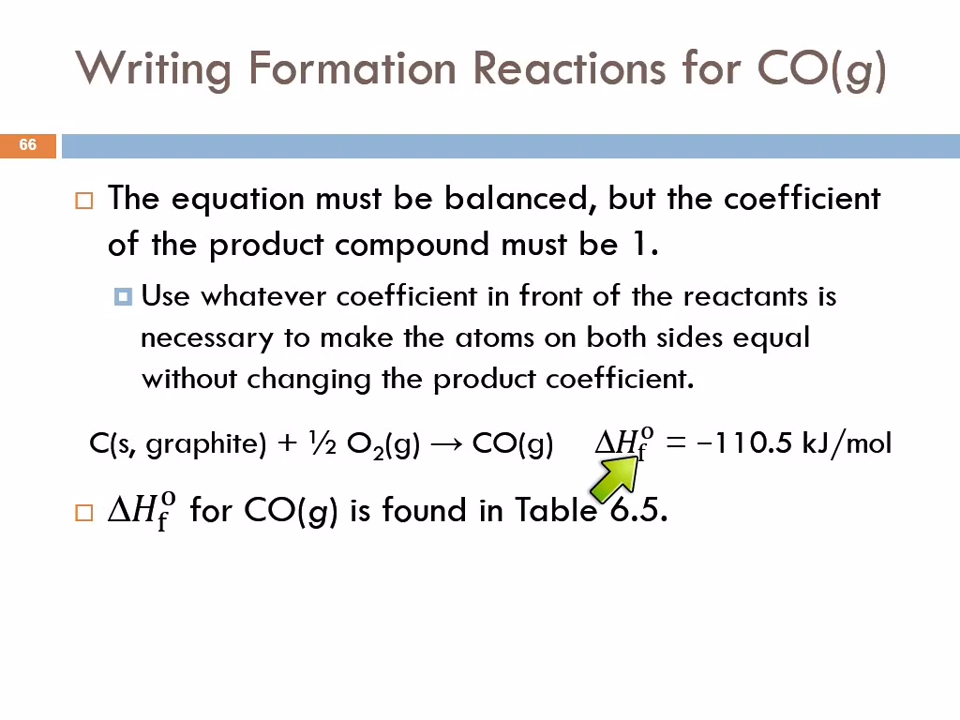 Writing Formation Reactions for CO(g)
66
The equation must be balanced, but the coefficient
of the product compound must be 1.
Use whatever coefficient in front of the reactants is
necessary to make the atoms on both sides equal
without changing the product coefficient.
C(s, graphite) + ½ O₂(g) → CO(g) ΔH°f = −110.5 kJ/mol
ΔH°f for CO(g) is found in Table 6.5.